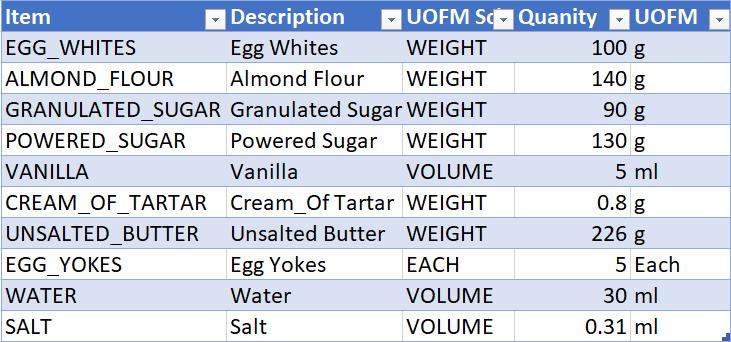 Item Description UOFM Sc Quanity UOFM
EGG_WHITES Egg Whites WEIGHT 100 g
ALMOND_FLOUR Almond Flour WEIGHT 140 g
GRANULATED_SUGAR Granulated Sugar WEIGHT 90 g
POWERED_SUGAR Powered Sugar WEIGHT 130 g
VANILLA Vanilla VOLUME 5 ml
CREAM_OF_TARTAR Cream_Of Tartar WEIGHT 0.8 g
UNSALTED_BUTTER Unsalted Butter WEIGHT 226 g
EGG_YOKES Egg Yokes EACH 5 Each
WATER Water VOLUME 30 ml
SALT Salt VOLUME 0.31 ml